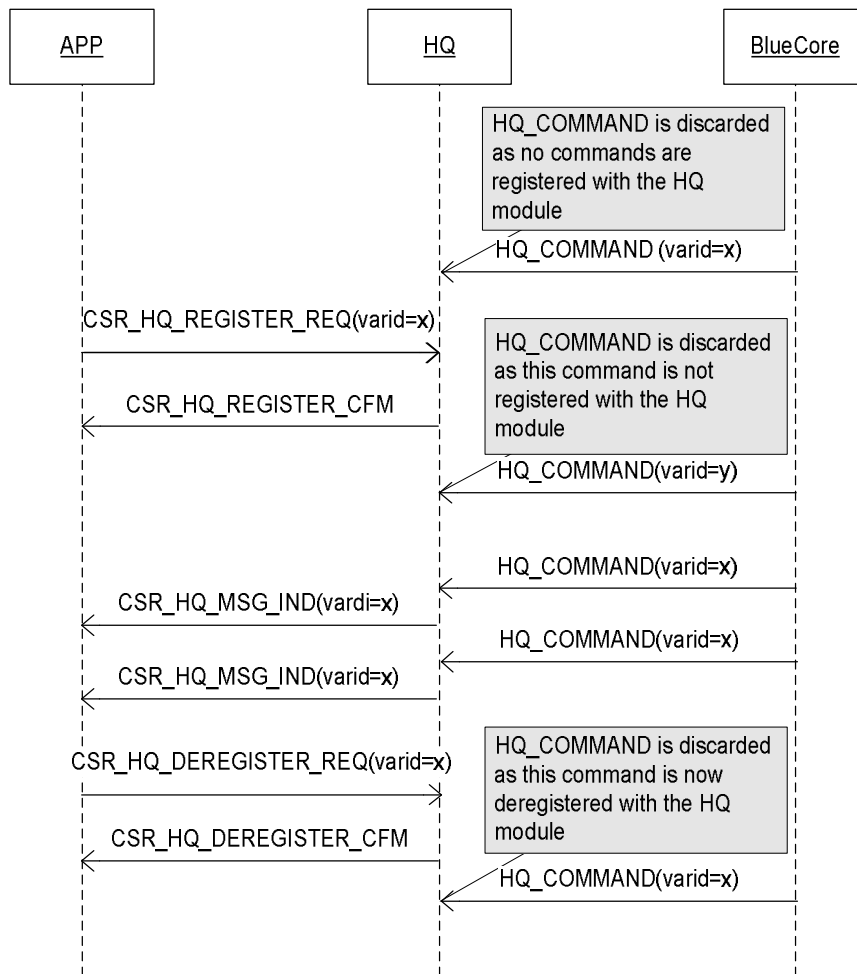 APP
HQ
BlueCore
HQ_COMMAND is discarded
as no commands are
registered with the HQ
module
HQ_COMMAND (varid=x)
CSR_HQ_REGISTER_REQ(varid=x)
HQ_COMMAND is discarded
as this command is not
registered with the HQ
module
CSR_HQ_REGISTER_CFM
HQ_COMMAND(varid=y)
HQ_COMMAND(varid=x)
CSR_HQ_MSG_IND(vardi=x)
HQ_COMMAND(varid=x)
CSR_HQ_MSG_IND(varid=x)
HQ_COMMAND is discarded
as this command is now
deregistered with the HQ
module
CSR_HQ_DEREGISTER_REQ(varid=x)
CSR_HQ_DEREGISTER_CFM
HQ_COMMAND(varid=x)